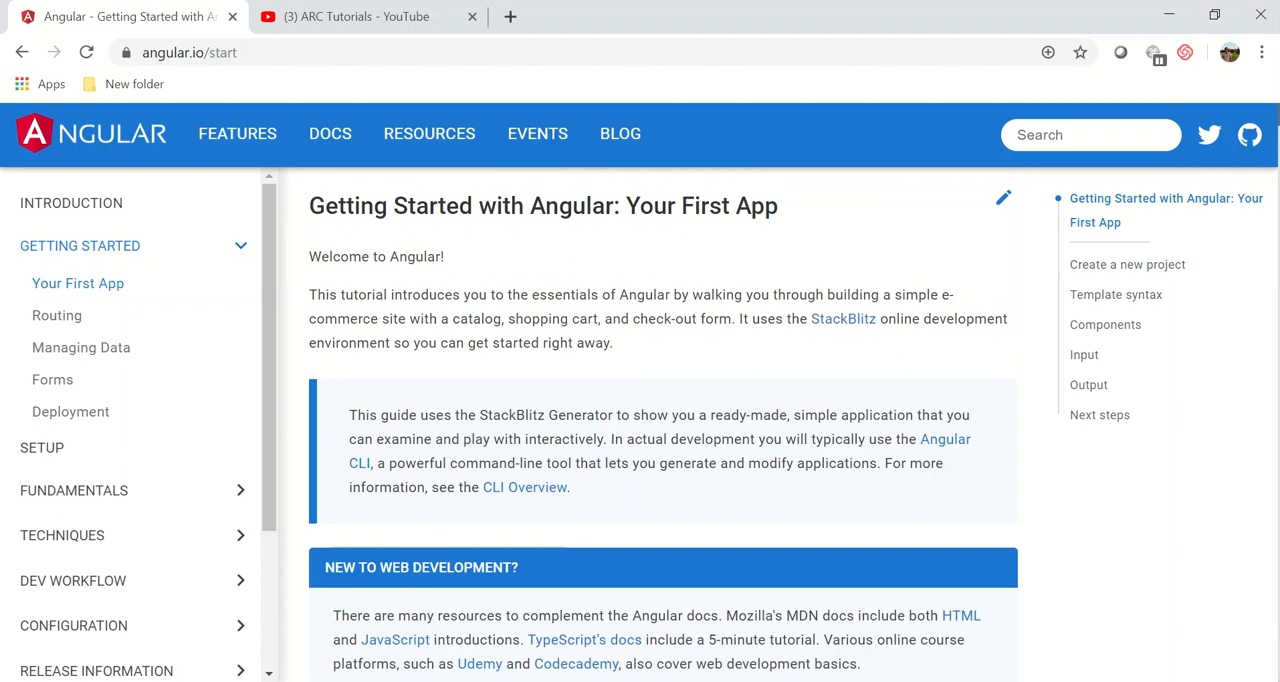 Angular - Getting Started with A
(3) ARC Tutorials - YouTube
angular.io/start
Apps
New folder
ANGULAR
FEATURES
DOCS
RESOURCES
EVENTS
BLOG
Search
INTRODUCTION
GETTING STARTED
Your First App
Routing
Managing Data
Forms
Deployment
SETUP
FUNDAMENTALS
TECHNIQUES
DEV WORKFLOW
CONFIGURATION
RELEASE INFORMATION
Getting Started with Angular: Your First App
Welcome to Angular!
This tutorial introduces you to the essentials of Angular by walking you through building a simple e-
commerce site with a catalog, shopping cart, and check-out form. It uses the StackBlitz online development
environment so you can get started right away.
This guide uses the StackBlitz Generator to show you a ready-made, simple application that you
can examine and play with interactively. In actual development you will typically use the Angular
CLI, a powerful command-line tool that lets you generate and modify applications. For more
information, see the CLI Overview.
NEW TO WEB DEVELOPMENT?
There are many resources to complement the Angular docs. Mozilla's MDN docs include both HTML
and JavaScript introductions. TypeScript's docs include a 5-minute tutorial. Various online course
platforms, such as Udemy and Codecademy, also cover web development basics.
Getting Started with Angular: Your
First App
Create a new project
Template syntax
Components
Input
Output
Next steps